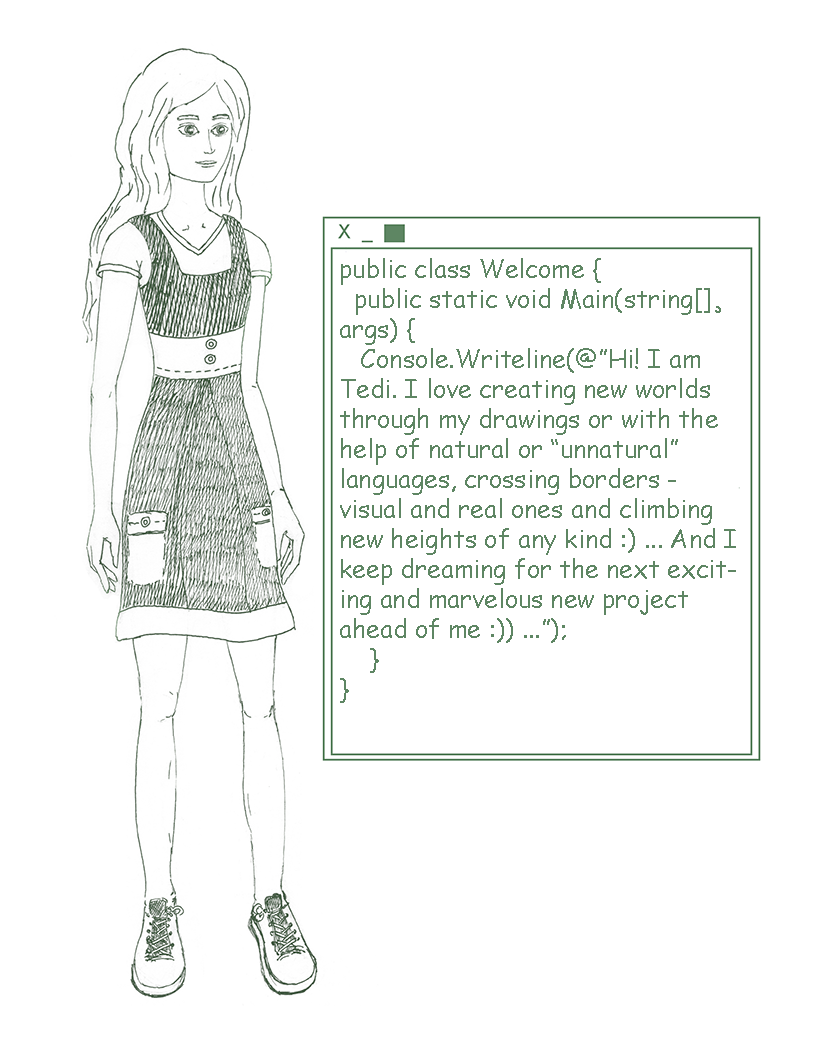 X _
public class Welcome {
public static void Main(string[],
args) {
Console.Writeline(@"Hi! I am
Tedi. I love creating new worlds
through my drawings or with the
help of natural or “unnatural”
languages, crossing borders -
visual and real ones and climbing
new heights of any kind :) ... And I
keep dreaming for the next excit-
ing and marvelous new project
ahead of me :)) ...");
}
}